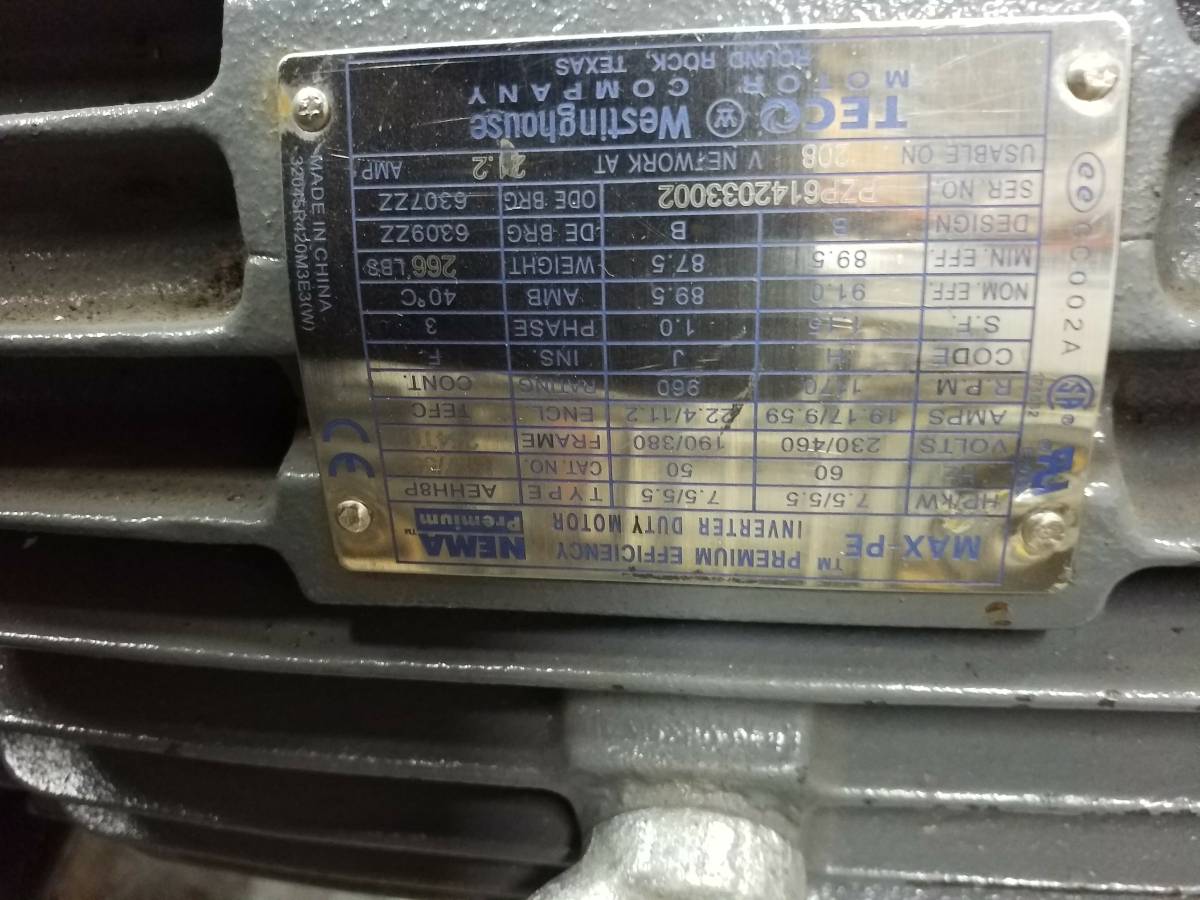 MAX-PE ™ PREMIUM EFFICIENCY INVERTER DUTY MOTOR NEMA Premium™
HP/kW 7.5/5.5 7.5/5.5 TYPE AEHH8P
HZ 60 50 CAT.NO.
VOLTS 230/460 190/380 FRAME
AMPS 19.17/9.59 22.4/11.2 ENCL. TEFC
R.P.M 960 RATING CONT.
CODE H J INS. F
S.F. 1.15 1.0 PHASE 3
NOM.EFF. 91.0 89.5 AMB 40°C
MIN. EFF. 89.5 87.5 WEIGHT 266 LBS
DESIGN B B DE BRG 6309ZZ
SER. NO. PZP6142033002 ODE BRG 6307ZZ
USABLE ON 208 V NETWORK AT 21.2 AMP.
TECO Westinghouse
MOTOR COMPANY
ROUND ROCK, TEXAS
CC002A
MADE IN CHINA